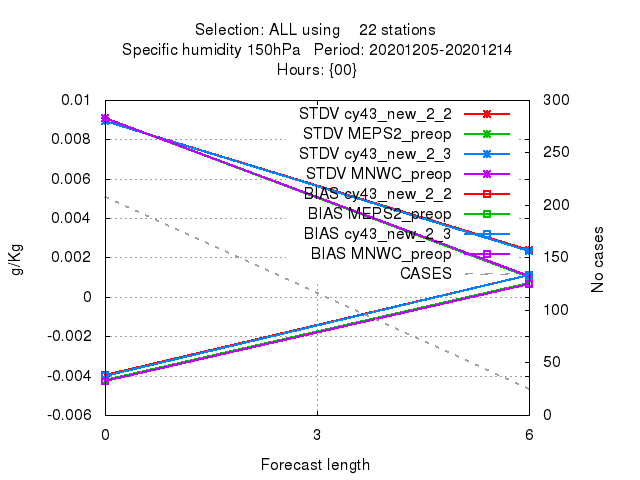 Selection: ALL using 22 stations
Specific humidity 150hPa Period: 20201205-20201214
Hours: {00}
0.01
0.008
0.006
0.004
0.002
0
-0.002
-0.004
-0.006
g/Kg
STDV cy43_new_2_2
STDV MEPS2_preop
STDV cy43_new_2_3
STDV MNWC_preop
BIAS cy43_new_2_2
BIAS MEPS2_preop
BIAS cy43_new_2_3
BIAS MNWC_preop
CASES
300
250
200
150
100
50
0
No cases
0 3 6
Forecast length